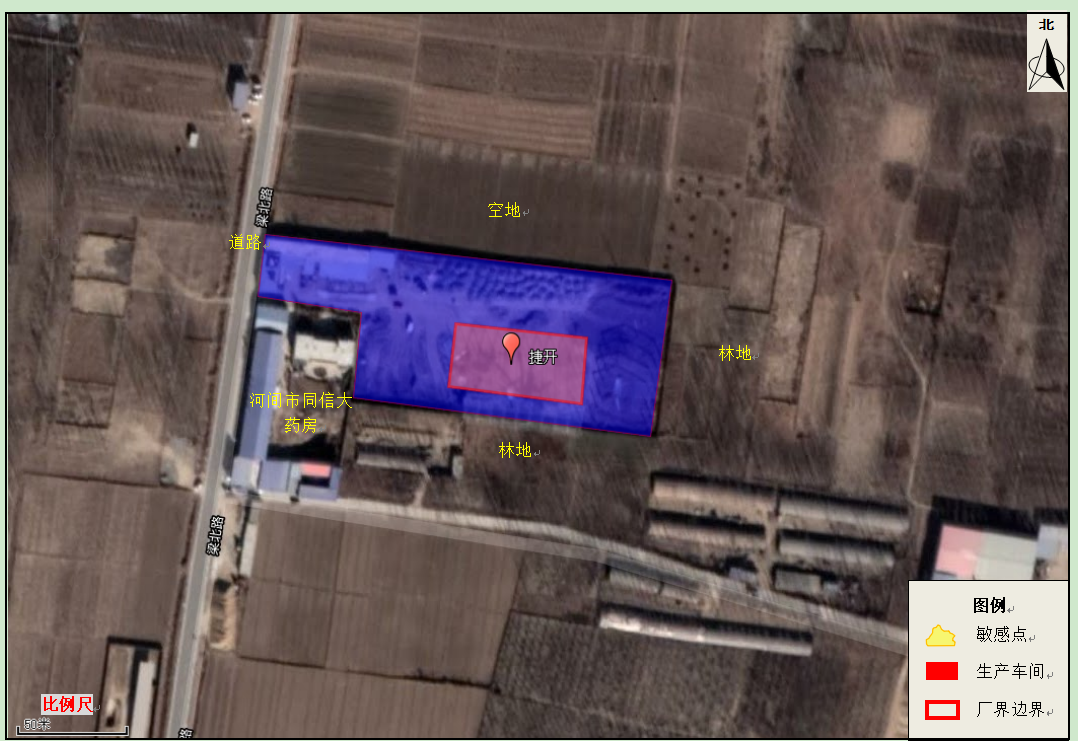 北
梁北路
空地
道路
捷开
林地
河间市同信大
药房
林地
梁北路
图例
敏感点
生产车间
厂界边界
比例尺
50米
路